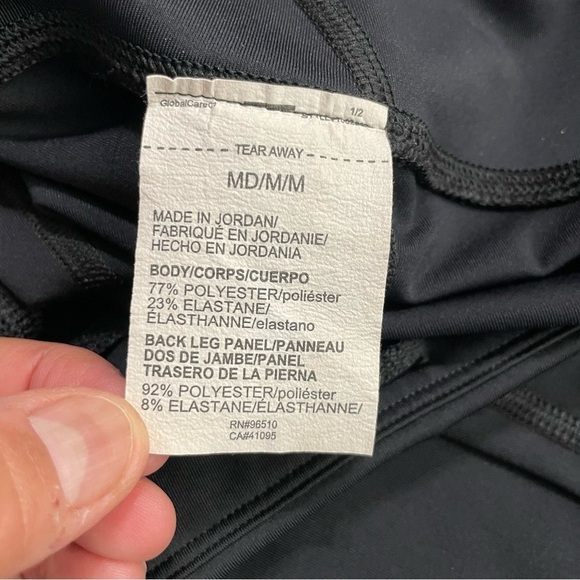 GlobalCare
1/2
TEAR AWAY
MD/M/M
MADE IN JORDAN/
FABRIQUÉ EN JORDANIE/
HECHO EN JORDANIA
BODY/CORPS/CUERPO
77% POLYESTER/poliéster
23% ELASTANE/
ÉLASTHANNE/elastano
BACK LEG PANEL/PANNEAU
DOS DE JAMBE/PANEL
TRASERO DE LA PIERNA
92% POLYESTER/poliéster
8% ELASTANE/ÉLASTHANNE/
RN#96510
CA#41095